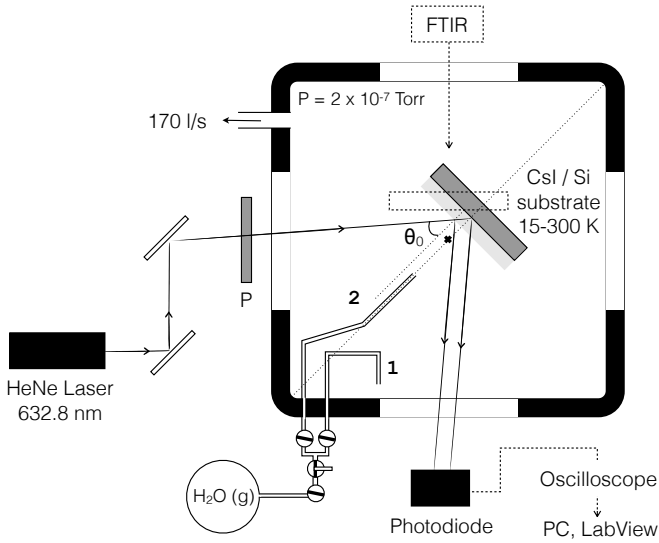 FTIR
P = 2 x 10-7 Torr
170 l/s
CsI / Si
substrate
15-300 K
θ0
P
2
1
HeNe Laser
632.8 nm
H2O (g)
Oscilloscope
Photodiode
PC, LabView